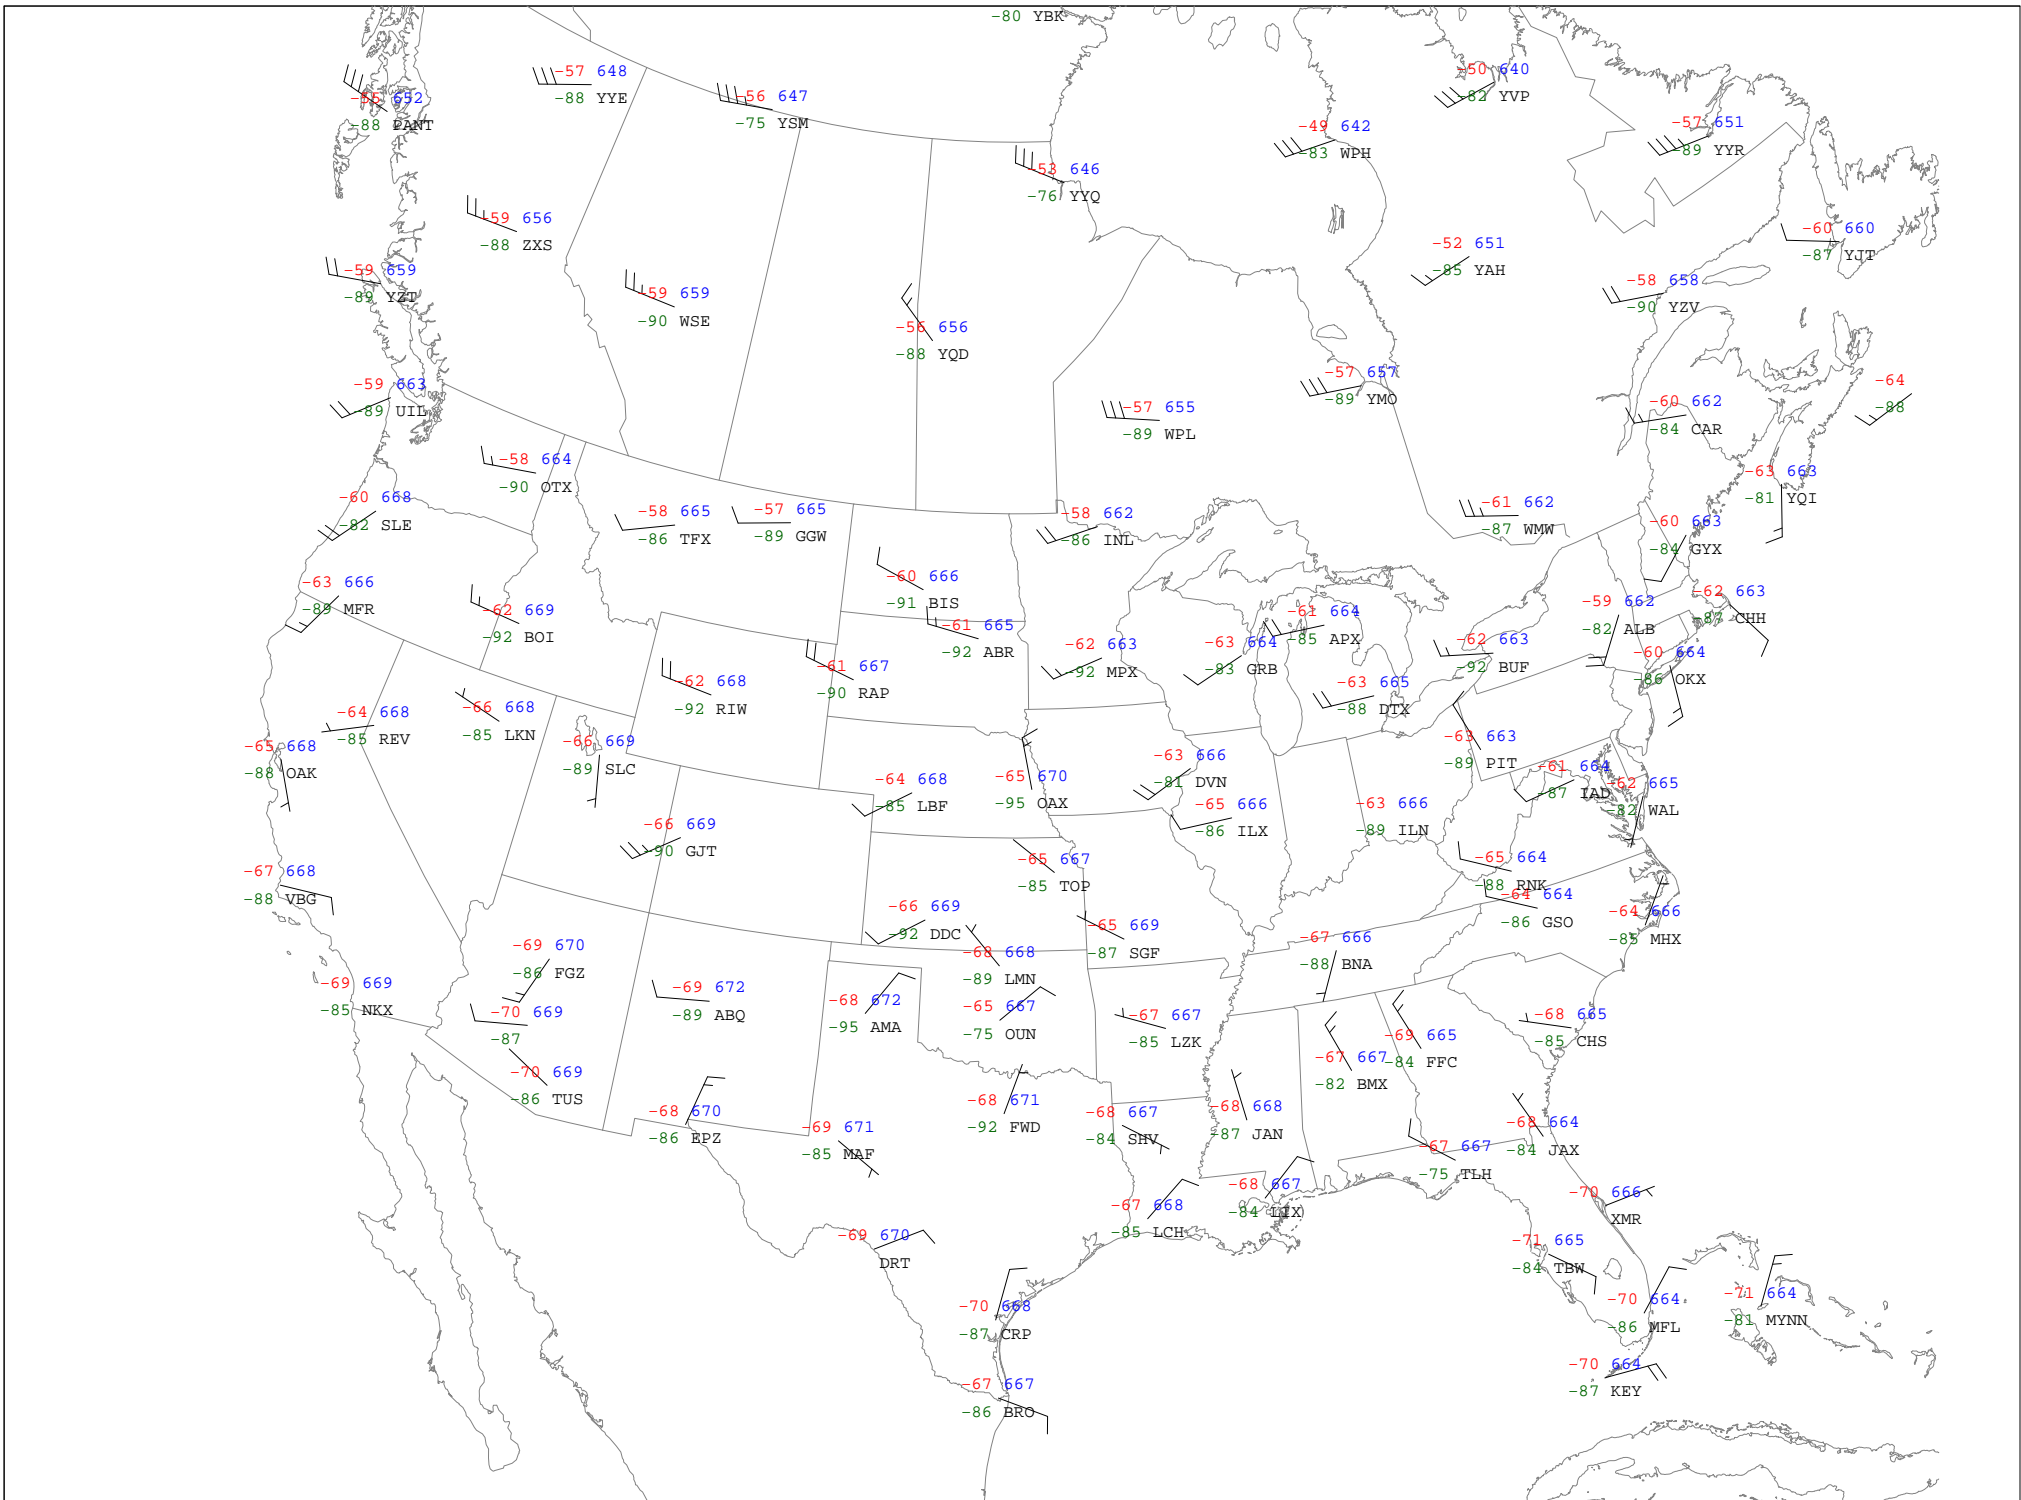 -80 YBK
-57 648
-88 YYE
-55 652
-88 PANT
-56 647
-75 YSM
-50 640
-82 YVP
-49 642
-83 WPH
-57 651
-89 YYR
-53 646
-76 YYQ
-59 656
-88 ZXS
-60 660
-87 YJT
-52 651
-85 YAH
-59 659
-89 YZT
-59 659
-90 WSE
-58 658
-90 YZV
-56 656
-88 YQD
-57 657
-89 YMO
-59 663
-89 UIL
-64
-88
-57 655
-89 WPL
-60 662
-84 CAR
-58 664
-90 OTX
-63 663
-81 YQI
-60 668
-82 SLE
-58 665
-86 TFX
-57 665
-89 GGW
-58 662
-86 INL
-61 662
-87 WMW
-60 663
-84 GYX
-63 666
-89 MFR
-62 669
-92 BOI
-60 666
-91 BIS
-61 665
-92 ABR
-61 664
-85 APX
-59 662
-82 ALB
-62 663
-87 CHH
-62 663
-92 MPX
-63 664
-83 GRB
-62 663
-92 BUF
-60 664
-86 OKX
-62 668
-92 RIW
-61 667
-90 RAP
-63 665
-88 DTX
-64 668
-85 REV
-66 668
-85 LKN
-65 668
-88 OAK
-66 669
-89 SLC
-63 663
-89 PIT
-63 666
-81 DVN
-61 664
-87 IAD
-64 668
-85 LBF
-65 670
-95 OAX
-62 665
-82 WAL
-65 666
-86 ILX
-63 666
-89 ILN
-66 669
-90 GJT
-67 668
-88 VBG
-65 667
-85 TOP
-65 664
-88 RNK
-64 664
-86 GSO
-66 669
-92 DDC
-65 669
-87 SGF
-64 666
-85 MHX
-69 670
-86 FGZ
-68 668
-89 LMN
-67 666
-88 BNA
-69 669
-85 NKX
-69 672
-89 ABQ
-68 672
-95 AMA
-65 667
-75 OUN
-70 669
-87
-67 667
-85 LZK
-68 665
-85 CHS
-69 665
-84 FFC
-67 667
-82 BMX
-70 669
-86 TUS
-68 670
-86 EPZ
-68 671
-92 FWD
-68 667
-84 SHV
-68 668
-87 JAN
-69 671
-85 MAF
-68 664
-84 JAX
-67 667
-75 TLH
-67 668
-85 LCH
-68 667
-84 LIX
-70 666
XMR
-69 670
DRT
-71 665
-84 TBW
-70 668
-87 CRP
-70 664
-86 MFL
-71 664
-81 MYNN
-67 667
-86 BRO
-70 664
-87 KEY